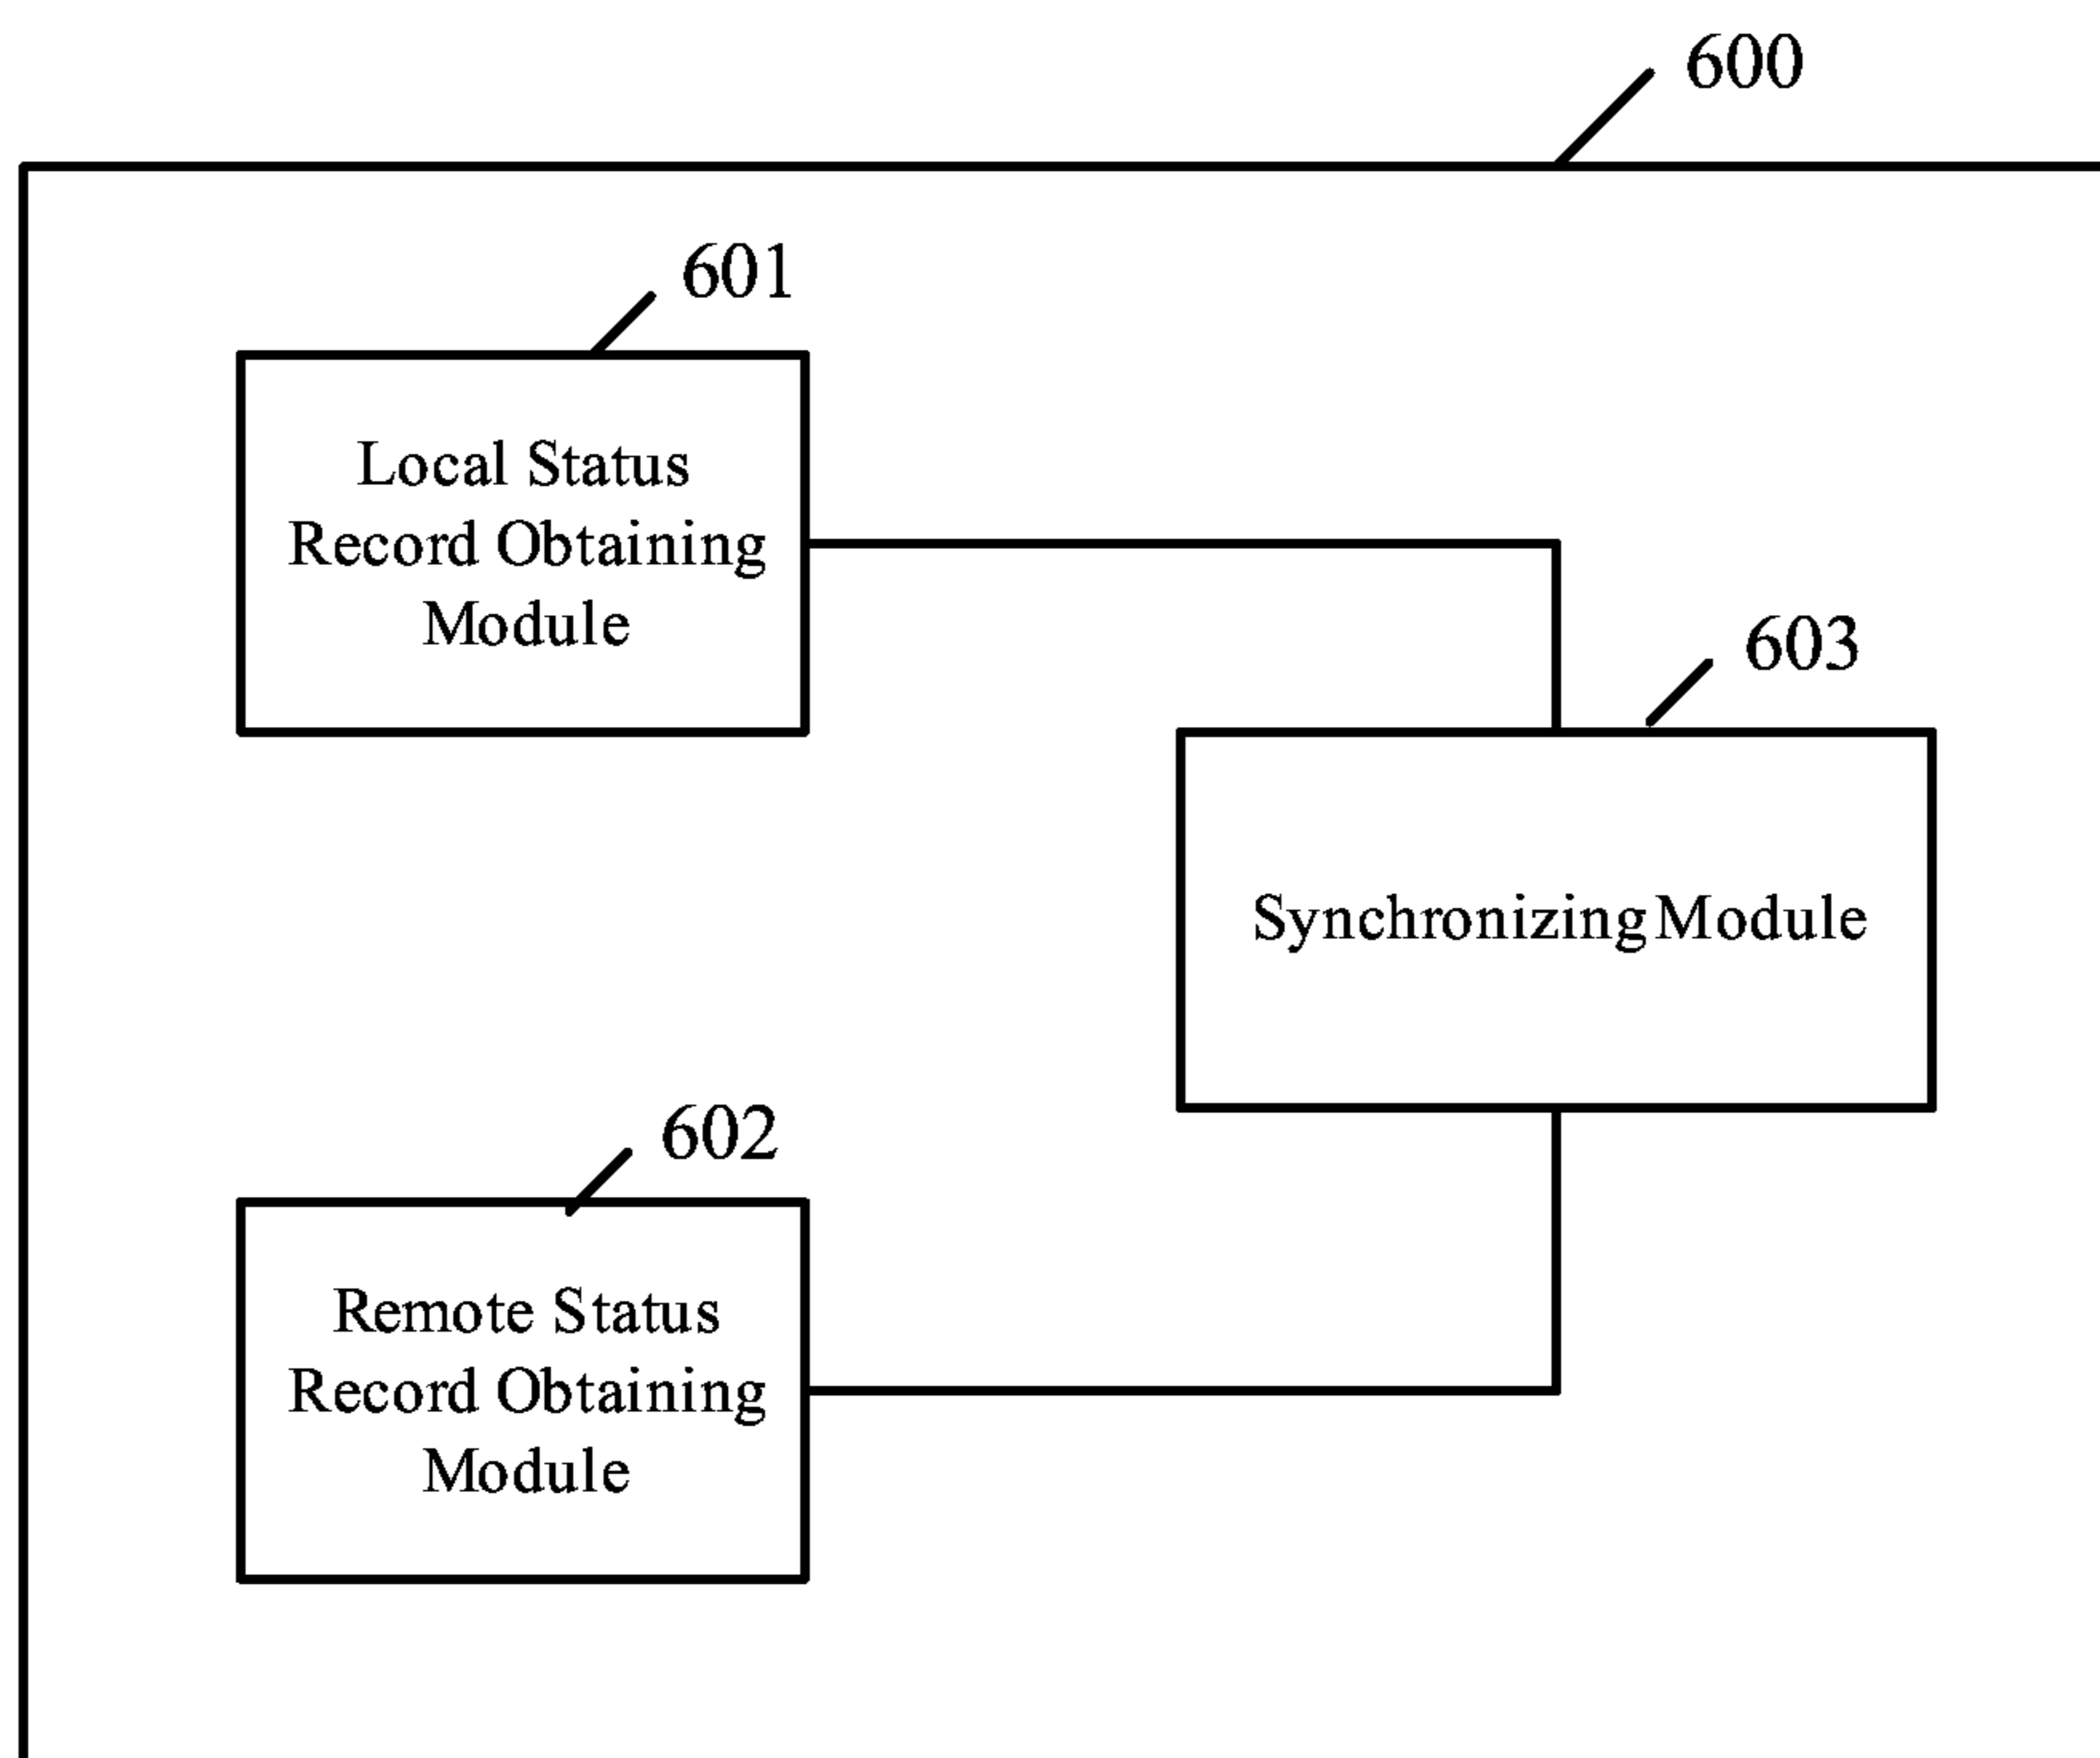 600
601
Local Status
Record Obtaining
Module
603
Synchronizing Module
602
Remote Status
Record Obtaining
Module